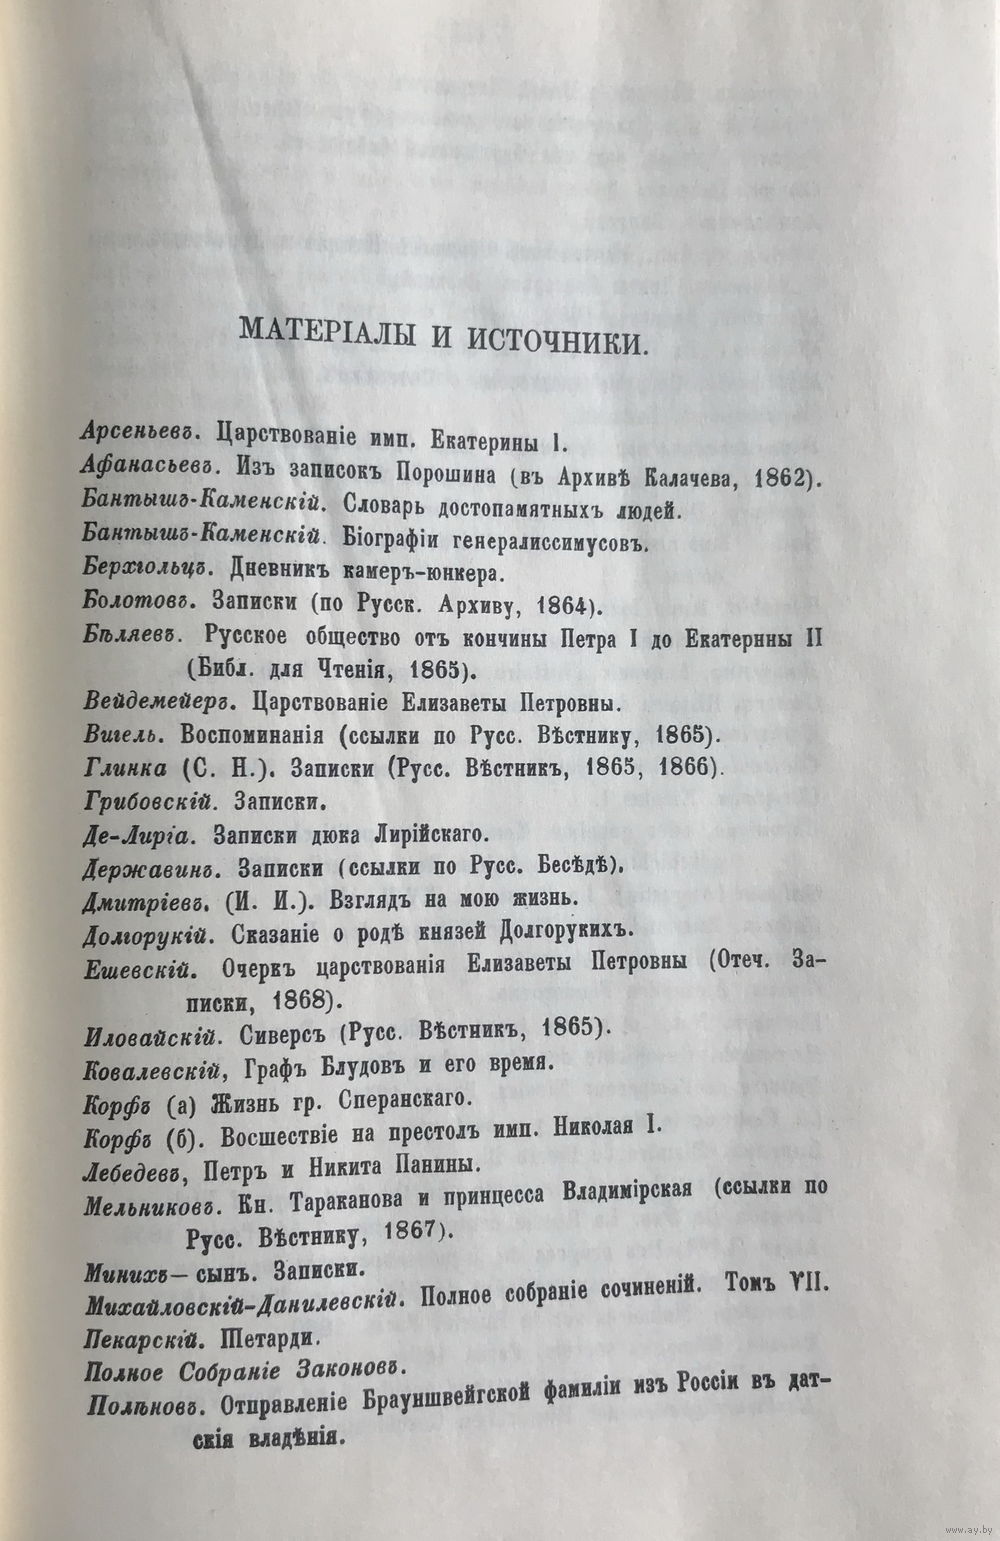 МАТЕРІАЛЫ И ИСТОЧНИКИ.
Арсеньевъ. Царствованіе имп. Екатерины I.
Афанасьевъ. Изъ записокъ Порошина (въ Архивѣ Калачева, 1862).
Бантышъ-Каменскій. Словарь достопамятныхъ людей.
Бантышъ-Каменскій. Біографіи генералиссимусовъ.
Берхгольцъ. Дневникъ камеръ-юнкера.
Болотовъ. Записки (по Русск. Архиву, 1864).
Бѣляевъ. Русское общество отъ кончины Петра I до Екатерины II
(Библ. для Чтенія, 1865).
Вейдемейеръ. Царствованіе Елизаветы Петровны.
Вигель. Воспоминанія (ссылки по Русс. Вѣстнику, 1865).
Глинка (С. Н.). Записки (Русс. Вѣстникъ, 1865, 1866).
Грибовскій. Записки.
Де-Лиріа. Записки дюка Лирійскаго.
Державинъ. Записки (ссылки по Русс. Бесѣдѣ).
Дмитріевъ. (И. И.). Взглядъ на мою жизнь.
Долгорукій. Сказаніе о родѣ князей Долгорукихъ.
Ешевскій. Очеркъ царствованія Елизаветы Петровны (Отеч. За-
писки, 1868).
Иловайскій. Сиверсъ (Русс. Вѣстникъ, 1865).
Ковалевскій, Графъ Блудовъ и его время.
Корфъ (а) Жизнь гр. Сперанскаго.
Корфъ (б). Восшествіе на престолъ имп. Николая I.
Лебедевъ, Петръ и Никита Панины.
Мельниковъ. Кн. Тараканова и принцесса Владимірская (ссылки по
Русс. Вѣстнику, 1867).
Минихъ — сынъ. Записки.
Михайловскій-Данилевскій. Полное собраніе сочиненій. Томъ VII.
Пекарскій. Шетарди.
Полное Собраніе Законовъ.
Полѣновъ. Отправленіе Брауншвейгской фамиліи изъ Россіи въ дат-
скія владѣнія.
www.ay.by